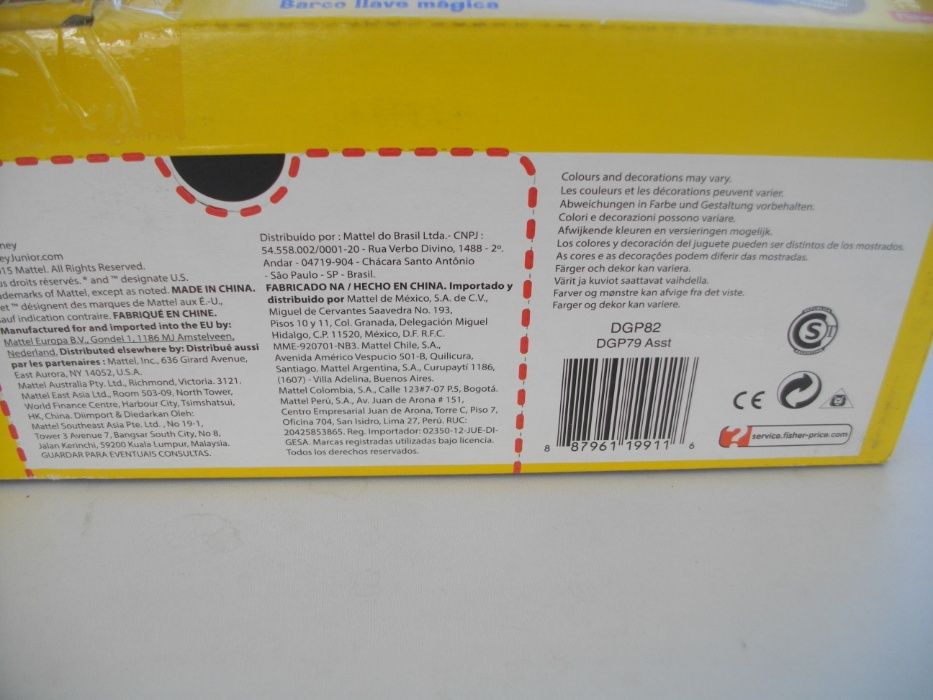 Barco llave mágica
ney
eyJunior.com
15 Mattel. All Rights Reserved.
us droits réservés. ® and ™ designate U.S.
ademarks of Mattel, except as noted. MADE IN CHINA.
et ™ désignent des marques de Mattel aux É.-U.,
auf indication contraire. FABRIQUÉ EN CHINE.
Manufactured for and imported into the EU by:
Mattel Europa B.V., Gondel 1, 1186 MJ Amstelveen,
Nederland. Distributed elsewhere by: Distribué aussi
par les partenaires : Mattel, Inc., 636 Girard Avenue,
East Aurora, NY 14052, U.S.A.
Mattel Australia Pty. Ltd., Richmond, Victoria. 3121.
Mattel East Asia Ltd., Room 503-09, North Tower,
World Finance Centre, Harbour City, Tsimshatsui,
HK, China. Diimport & Diedarkan Oleh:
Mattel Southeast Asia Pte. Ltd. , No 19-1,
Tower 3 Avenue 7, Bangsar South City, No 8,
Jalan Kerinchi, 59200 Kuala Lumpur, Malaysia.
GUARDAR PARA EVENTUAIS CONSULTAS.
Distribuído por : Mattel do Brasil Ltda.- CNPJ :
54.558.002/0001-20 - Rua Verbo Divino, 1488 - 2º.
Andar - 04719-904 - Chácara Santo Antônio
- São Paulo - SP - Brasil.
FABRICADO NA / HECHO EN CHINA. Importado y
distribuido por Mattel de México, S.A. de C.V.,
Miguel de Cervantes Saavedra No. 193,
Pisos 10 y 11, Col. Granada, Delegación Miguel
Hidalgo, C.P. 11520, México, D.F. R.F.C.
MME-920701-NB3. Mattel Chile, S.A.,
Avenida Américo Vespucio 501-B, Quilicura,
Santiago. Mattel Argentina, S.A., Curupaytí 1186,
(1607) - Villa Adelina, Buenos Aires.
Mattel Colombia, S.A., Calle 123#7-07 P.5, Bogotá.
Mattel Perú, S.A., Av. Juan de Arona # 151,
Centro Empresarial Juan de Arona, Torre C, Piso 7,
Oficina 704, San Isidro, Lima 27, Perú. RUC:
20425853865. Reg. Importador: 02350-12-JUE-DI-
GESA. Marcas registradas utilizadas bajo licencia.
Todos los derechos reservados.
Colours and decorations may vary.
Les couleurs et les décorations peuvent varier.
Abweichungen in Farbe und Gestaltung vorbehalten.
Colori e decorazioni possono variare.
Afwijkende kleuren en versieringen mogelijk.
Los colores y decoración del juguete pueden ser distintos de los mostrados.
As cores e as decorações podem diferir das mostradas.
Färger och dekor kan variera.
Värit ja kuviot saattavat vaihdella.
Farver og mønstre kan afvige fra det viste.
Farger og dekor kan variere.
DGP82
DGP79 Asst
S
CE
8 87961 19911 6
service.fisher-price.com